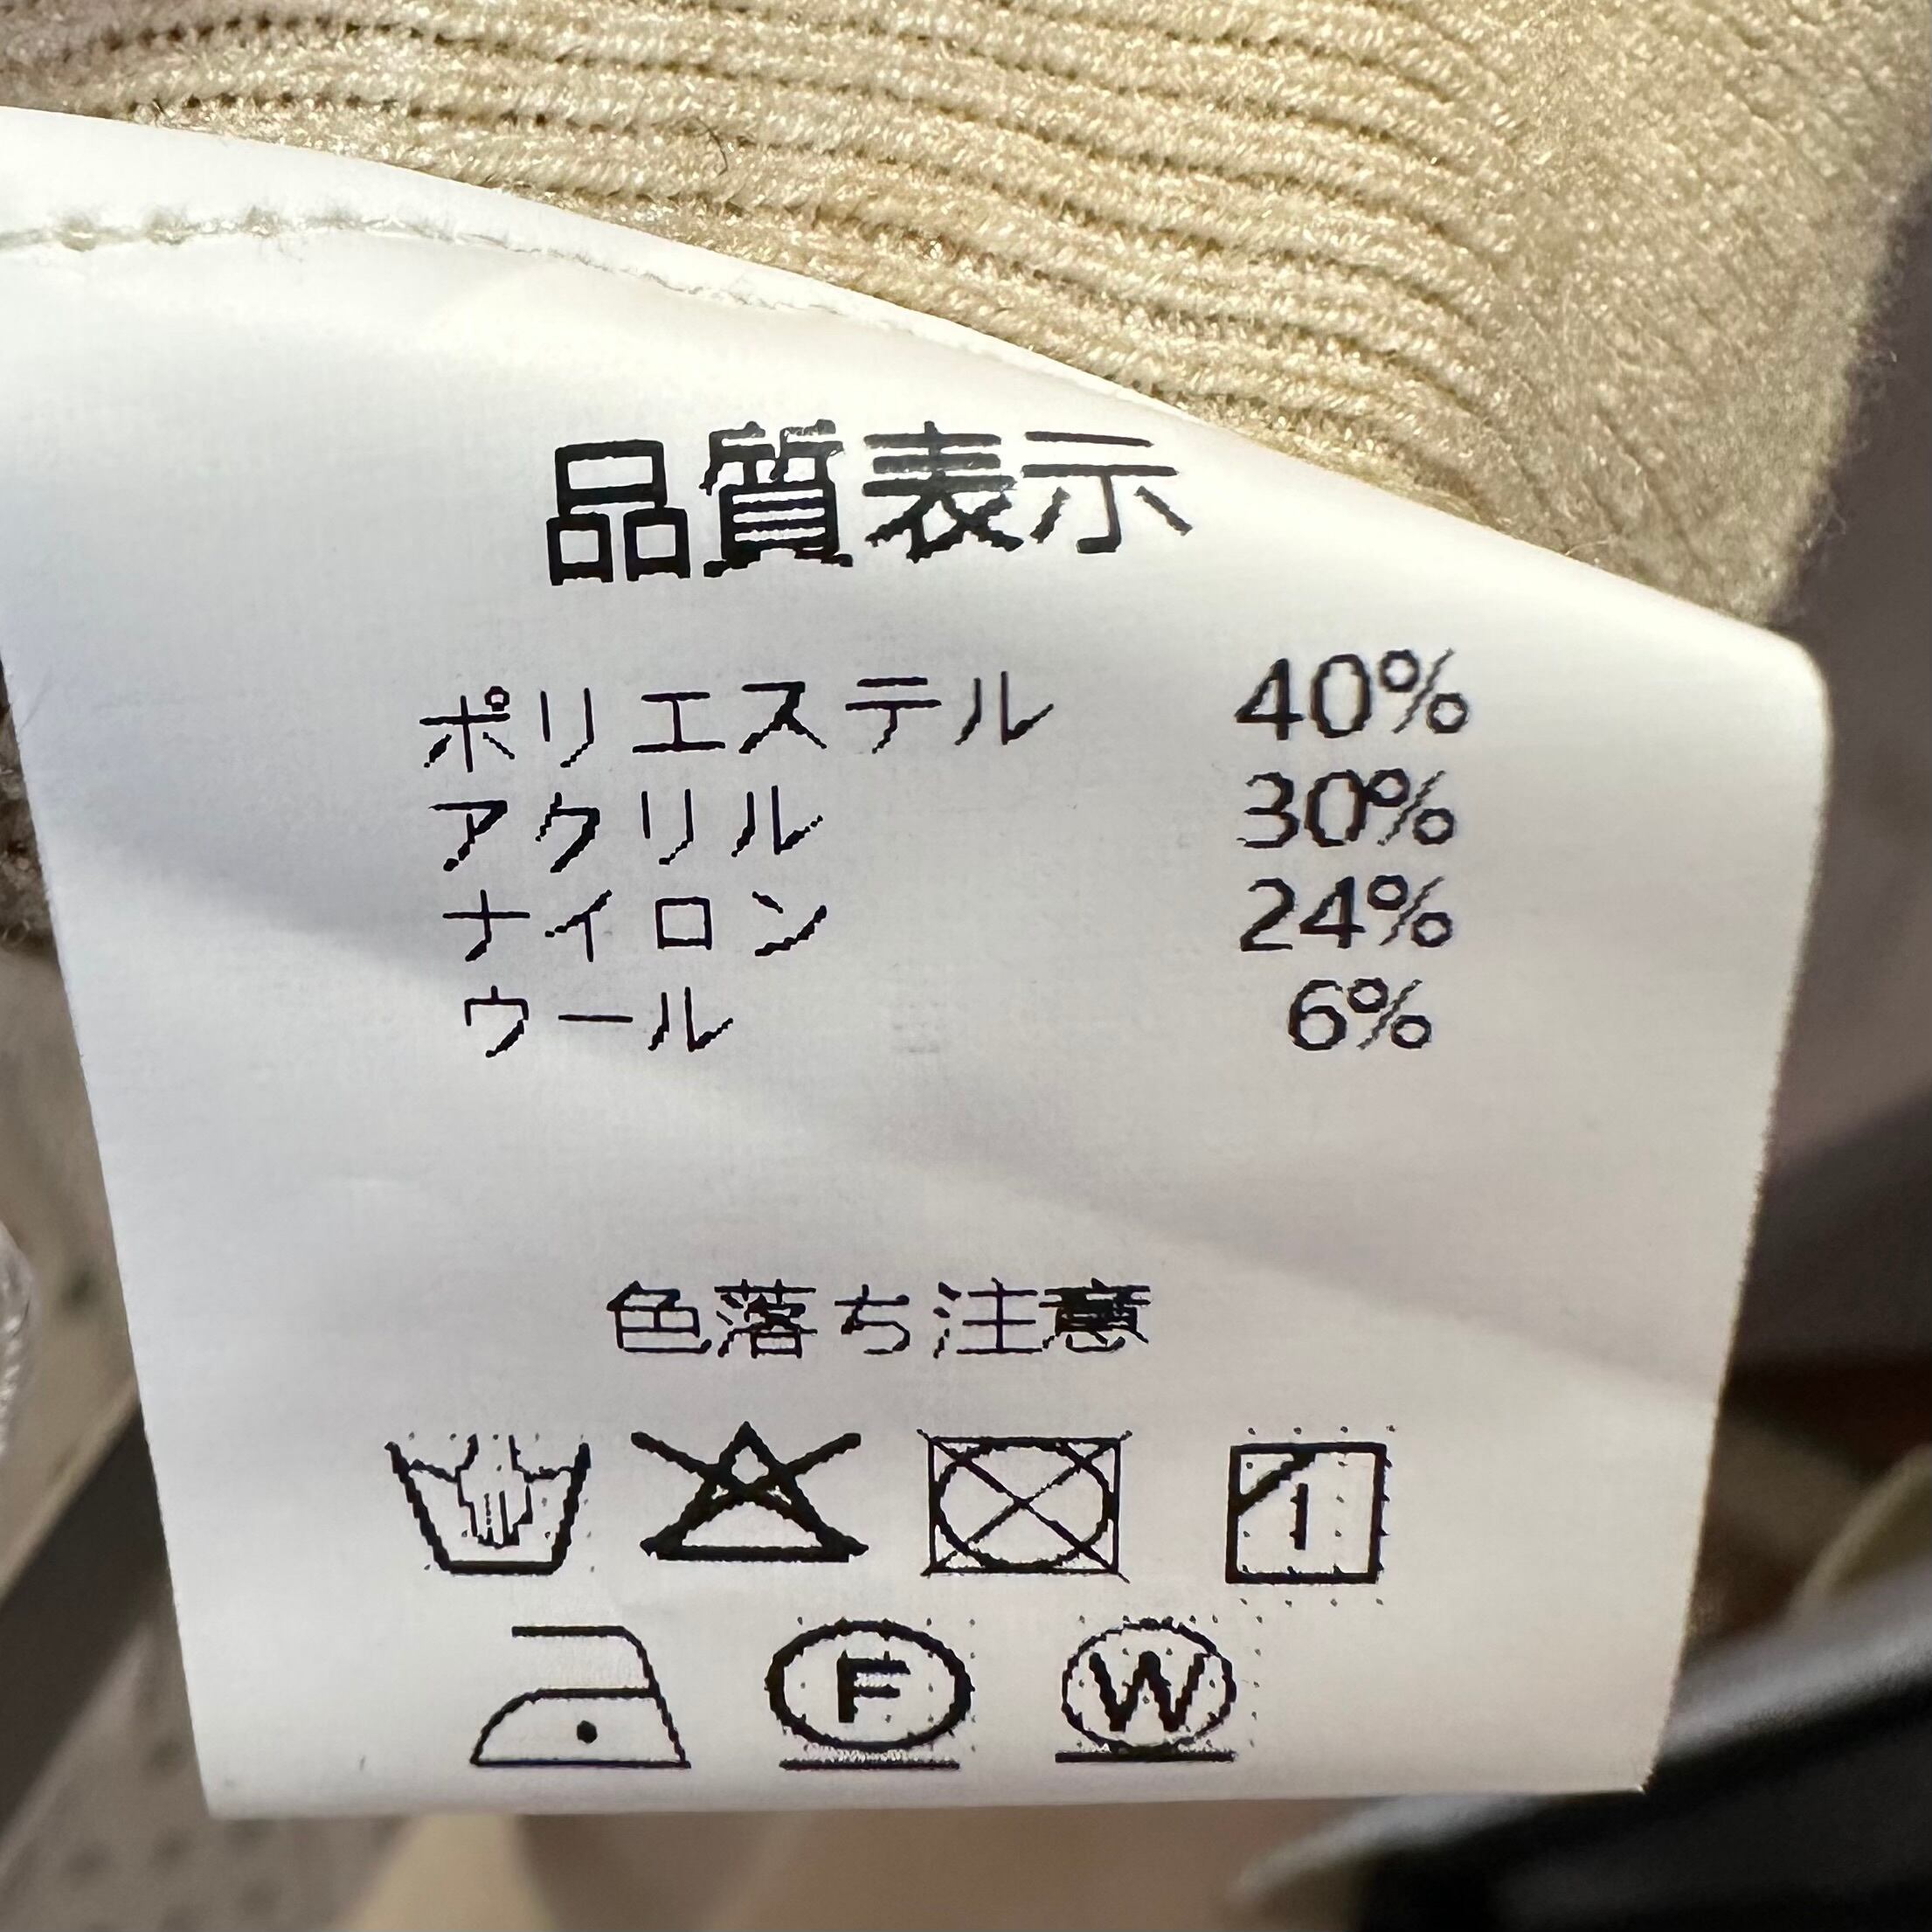 品質表示
ポリエステル 40%
アクリル 30%
ナイロン 24%
ウール 6%
色落ち注意
F W